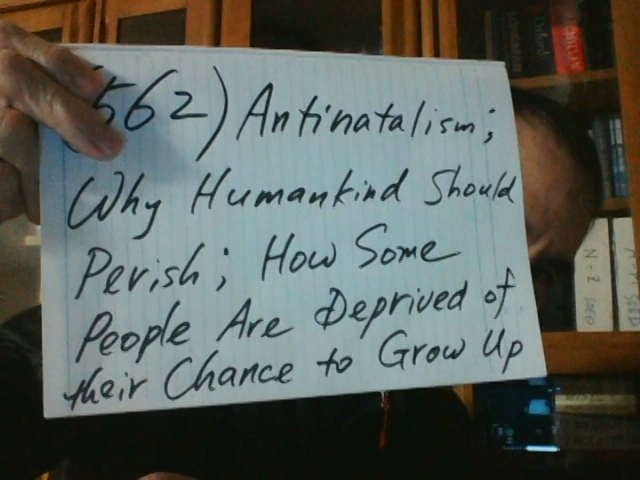 (562) Antinatalism;
Why Humankind Should
Perish; How Some
People Are Deprived of
their Chance to Grow Up
N-Z